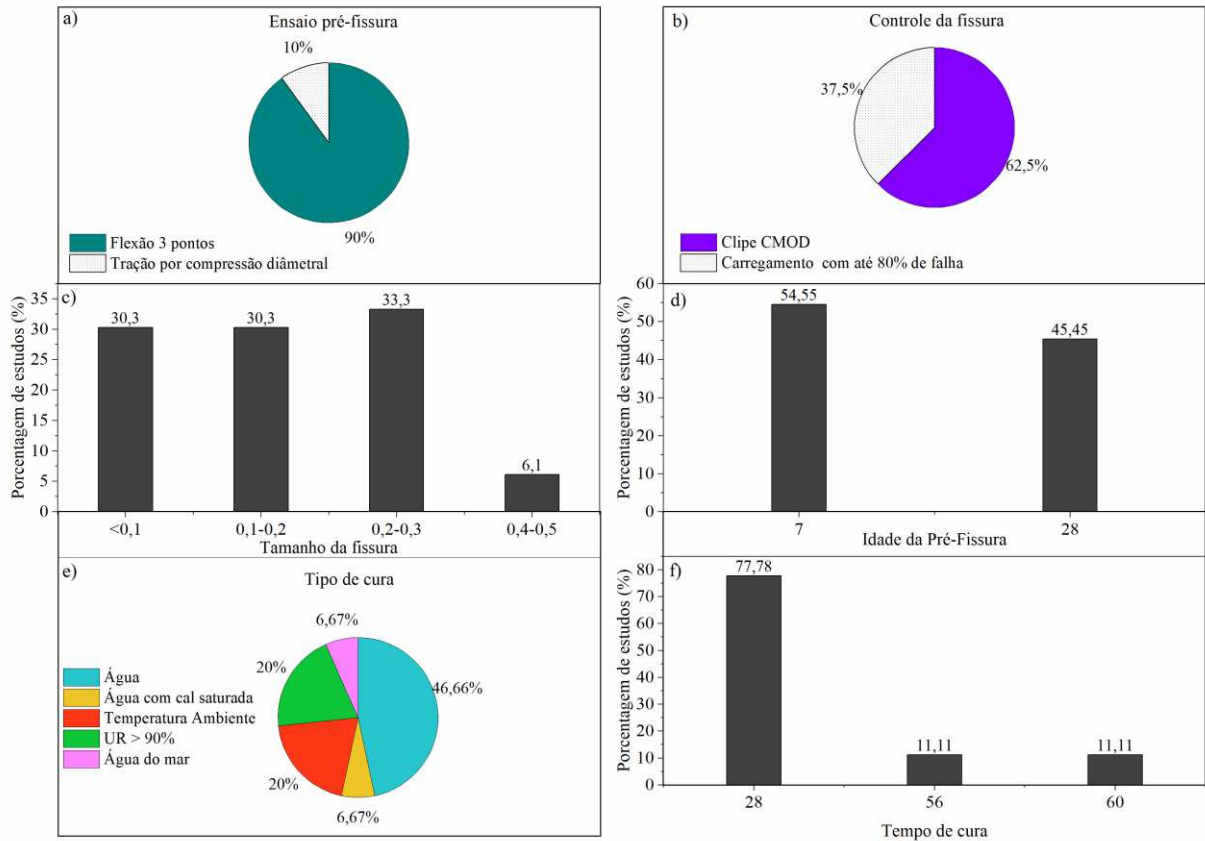 a)
Ensaio pré-fissura
10%
90%
Flexão 3 pontos
Tração por compressão diâmetral
b)
Controle da fissura
37,5%
62,5%
Clipe CMOD
Carregamento com até 80% de falha
c)
Porcentagem de estudos (%)
35
30
25
20
15
10
5
0
30,3
30,3
33,3
6,1
<0,1
0,1-0,2
0,2-0,3
0,4-0,5
Tamanho da fissura
d)
Porcentagem de estudos (%)
60
50
40
30
20
10
0
54,55
45,45
7
28
Idade da Pré-Fissura
e)
Tipo de cura
6,67%
20%
46,66%
20%
6,67%
Água
Água com cal saturada
Temperatura Ambiente
UR > 90%
Água do mar
f)
Porcentagem de estudos (%)
80
70
60
50
40
30
20
10
0
77,78
11,11
11,11
28
56
60
Tempo de cura